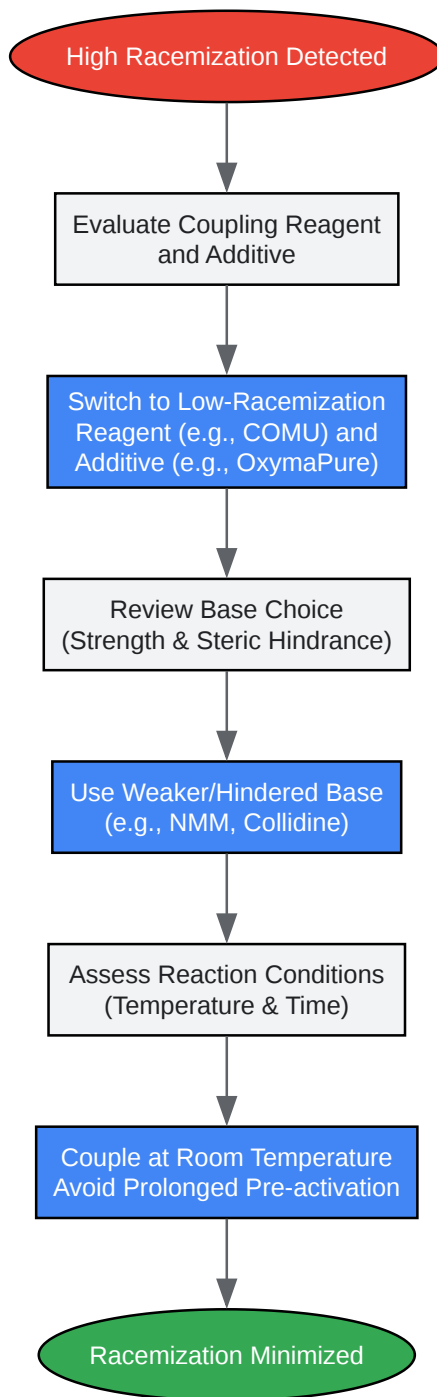 High Racemization Detected
Evaluate Coupling Reagent
and Additive
Switch to Low-Racemization
Reagent (e.g., COMU) and
Additive (e.g., OxymaPure)
Review Base Choice
(Strength & Steric Hindrance)
Use Weaker/Hindered Base
(e.g., NMM, Collidine)
Assess Reaction Conditions
(Temperature & Time)
Couple at Room Temperature
Avoid Prolonged Pre-activation
Racemization Minimized